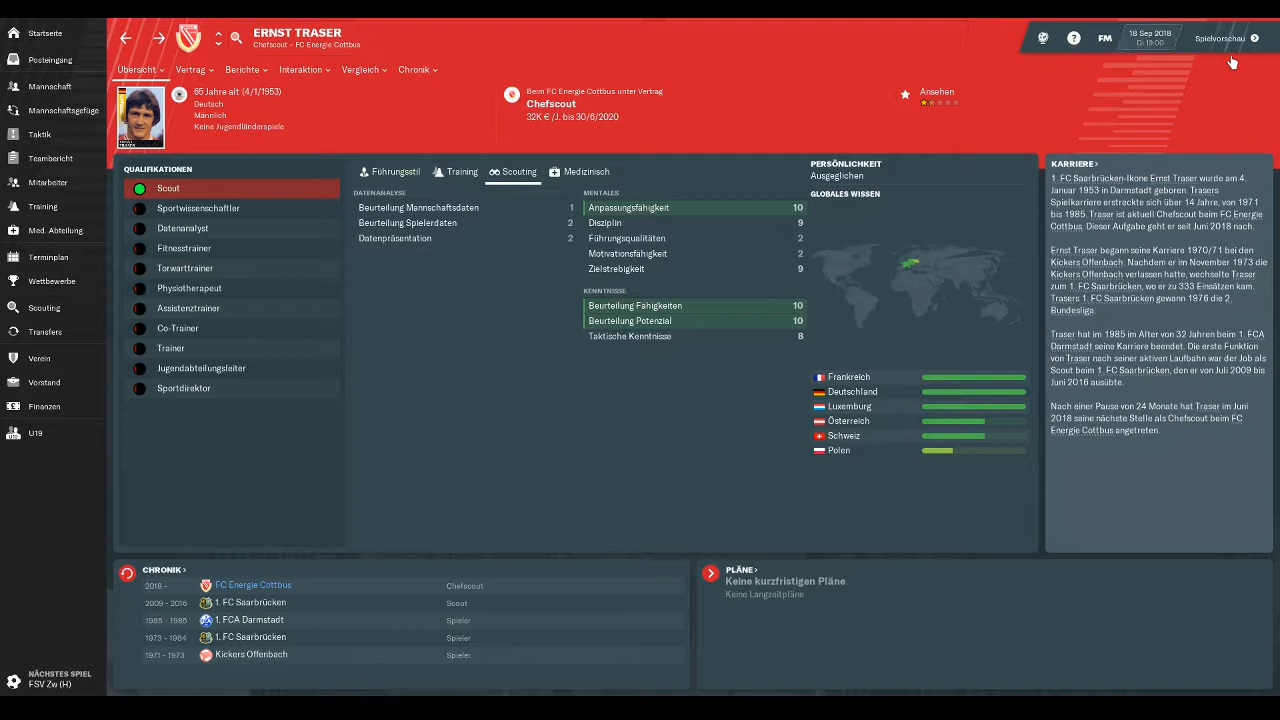 Startseite
Posteingang
Mannschaft
Mannschaftsgefüge
Taktik
Teambericht
Mitarbeiter
Training
Med. Abteilung
Terminplan
Wettbewerbe
Scouting
Transfers
Verein
Vorstand
Finanzen
U19
NÄCHSTES SPIEL
FSV Zw (H)
ERNST TRASER
Chefscout - FC Energie Cottbus
FM
18 Sep 2018
Di 19:00
Spielvorschau
Übersicht Vertrag Berichte Interaktion Vergleich Chronik
65 Jahre alt (4/1/1953)
Deutsch
Männlich
Keine Jugendländerspiele
Beim FC Energie Cottbus unter Vertrag
Chefscout
32K € /J. bis 30/6/2020
Ansehen
QUALIFIKATIONEN
Scout
Sportwissenschaftler
Datenanalyst
Fitnesstrainer
Torwarttrainer
Physiotherapeut
Assistenztrainer
Co-Trainer
Trainer
Jugendabteilungsleiter
Sportdirektor
Führungsstil Training Scouting Medizinisch
DATENANALYSE
Beurteilung Mannschaftsdaten 1
Beurteilung Spielerdaten 2
Datenpräsentation 2
MENTALES
Anpassungsfähigkeit 10
Disziplin 9
Führungsqualitäten 2
Motivationsfähigkeit 2
Zielstrebigkeit 9
KENNTNISSE
Beurteilung Fähigkeiten 10
Beurteilung Potenzial 10
Taktische Kenntnisse 8
PERSÖNLICHKEIT
Ausgeglichen
GLOBALES WISSEN
Frankreich
Deutschland
Luxemburg
Österreich
Schweiz
Polen
KARRIERE>
1. FC Saarbrücken-Ikone Ernst Traser wurde am 4.
Januar 1953 in Darmstadt geboren. Trasers
Spielkarriere erstreckte sich über 14 Jahre, von 1971
bis 1985. Traser ist aktuell Chefscout beim FC Energie
Cottbus. Dieser Aufgabe geht er seit Juni 2018 nach.
Ernst Traser begann seine Karriere 1970/71 bei den
Kickers Offenbach. Nachdem er im November 1973 die
Kickers Offenbach verlassen hatte, wechselte Traser
zum 1. FC Saarbrücken, wo er zu 333 Einsätzen kam.
Trasers 1. FC Saarbrücken gewann 1976 die 2.
Bundesliga.
Traser hat im 1985 im Alter von 32 Jahren beim 1. FCA
Darmstadt seine Karriere beendet. Die erste Funktion
von Traser nach seiner aktiven Laufbahn war der Job als
Scout beim 1. FC Saarbrücken, den er von Juli 2009 bis
Juni 2016 ausübte.
Nach einer Pause von 24 Monate hat Traser im Juni
2018 seine nächste Stelle als Chefscout beim FC
Energie Cottbus angetreten.
CHRONIK>
2018 - FC Energie Cottbus Chefscout
2009 - 2016 1. FC Saarbrücken Scout
1985 - 1985 1. FCA Darmstadt Spieler
1973 - 1984 1. FC Saarbrücken Spieler
1971 - 1973 Kickers Offenbach Spieler
PLÄNE>
Keine kurzfristigen Pläne
Keine Langzeitpläne